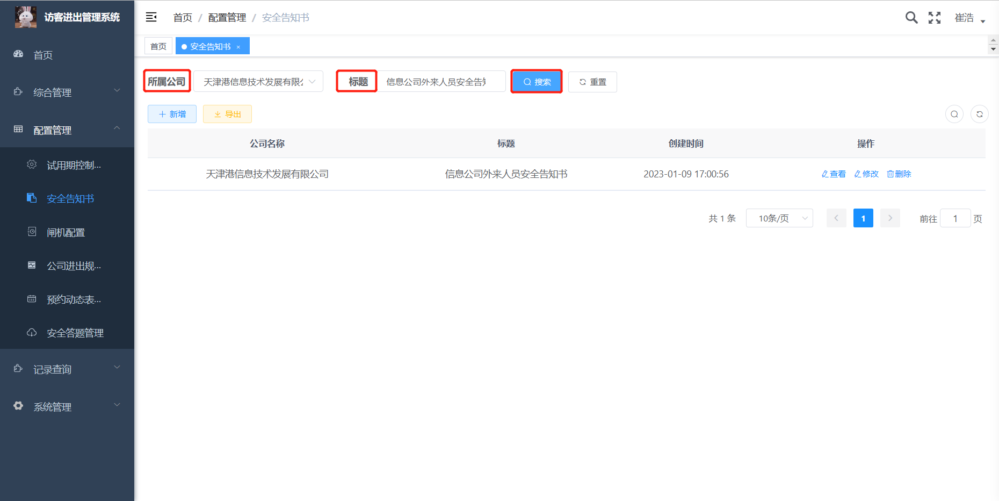 访客进出管理系统
首页 / 配置管理 / 安全告知书
崔浩
首页
安全告知书 ×
首页
综合管理
配置管理
试用期控制...
安全告知书
闸机配置
公司进出规...
预约动态表...
安全答题管理
记录查询
系统管理
所属公司 天津港信息技术发展有限 标题 信息公司外来人员安全告 搜索 重置
新增 导出
公司名称 标题 创建时间 操作
天津港信息技术发展有限公司 信息公司外来人员安全告知书 2023-01-09 17:00:56 查看 修改 删除
共 1 条 10条/页 1 前往 1 页